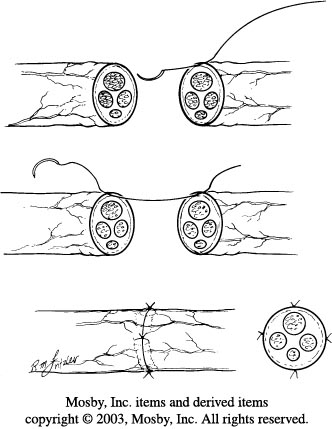 Mosby, Inc. items and derived items
copyright © 2003, Mosby, Inc. All rights reserved.